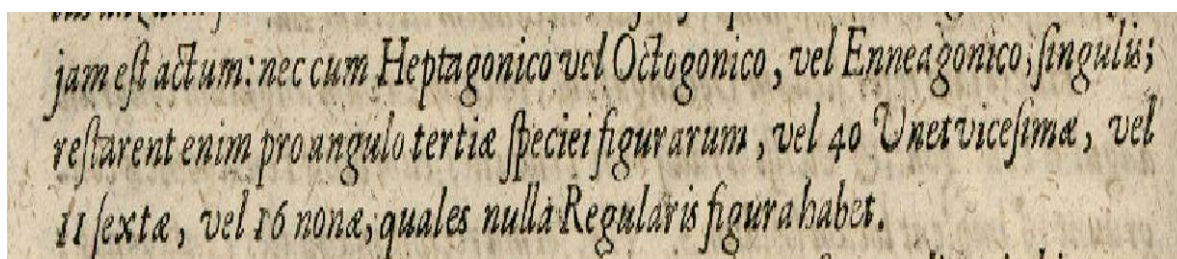 jam est actum: nec cum Heptagonico vel Octogonico, vel Enneagonico, singulis;
restarent enim pro angulo tertiæ speciei figurarum, vel 40 Unetvicesimæ, vel
11 sextæ, vel 16 nonæ; quales nulla Regularis figura habet.